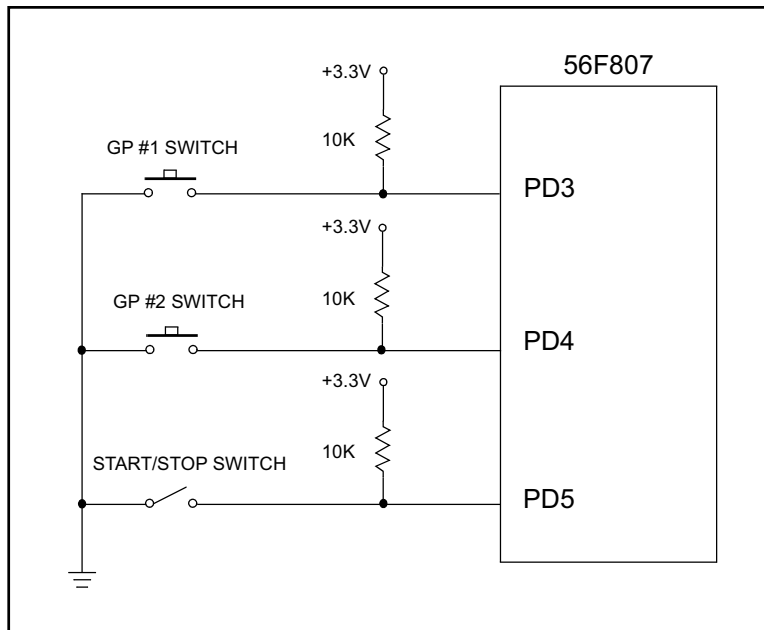 56F807
+3.3V
10K
GP #1 SWITCH
PD3
+3.3V
10K
GP #2 SWITCH
PD4
+3.3V
10K
START/STOP SWITCH
PD5